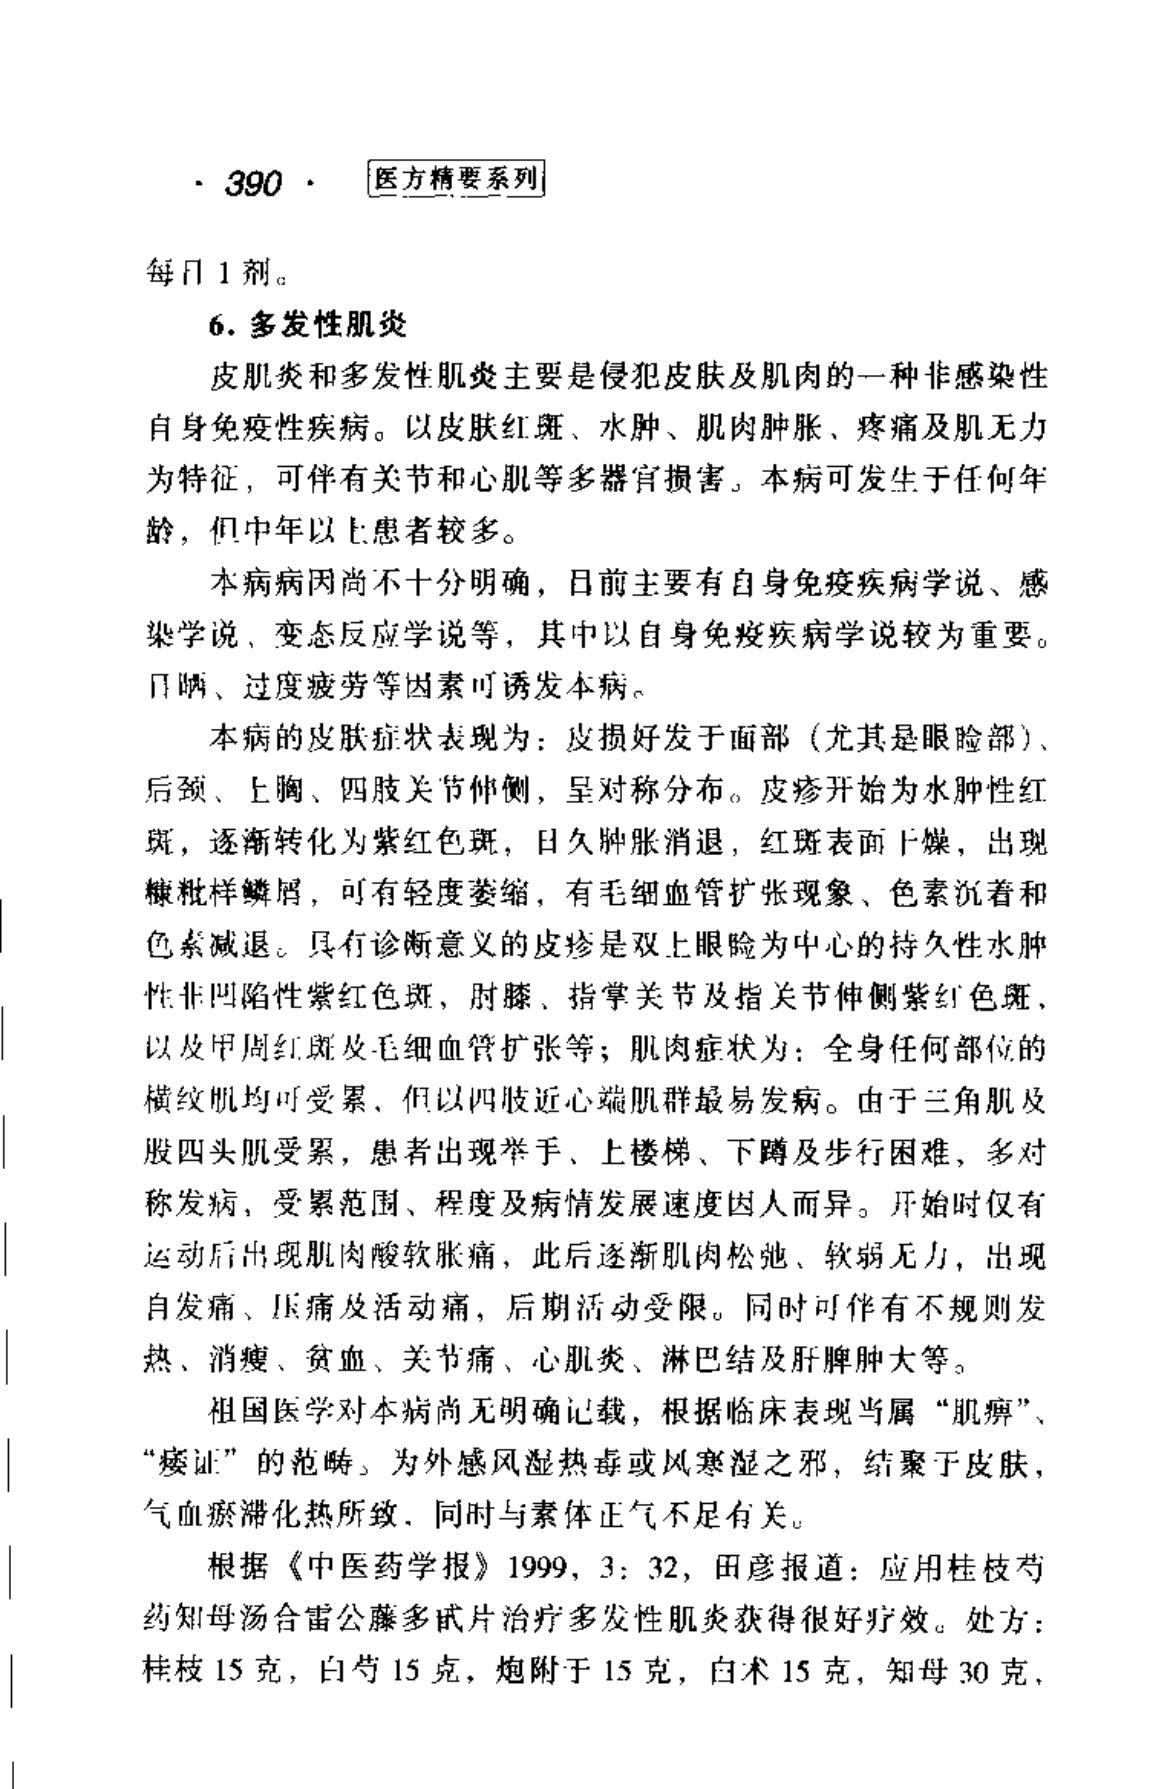 · 390 · 医方精要系列
每日 1 剂。
6. 多发性肌炎
皮肌炎和多发性肌炎主要是侵犯皮肤及肌肉的一种非感染性
自身免疫性疾病。以皮肤红斑、水肿、肌肉肿胀、疼痛及肌无力
为特征，可伴有关节和心肌等多器官损害。本病可发生于任何年
龄，但中年以上患者较多。
本病病因尚不十分明确，目前主要有自身免疫疾病学说、感
染学说、变态反应学说等，其中以自身免疫疾病学说较为重要。
日晒、过度疲劳等因素可诱发本病。
本病的皮肤症状表现为：皮损好发于面部（尤其是眼睑部）、
后颈、上胸、四肢关节伸侧，呈对称分布。皮疹开始为水肿性红
斑，逐渐转化为紫红色斑，日久肿胀消退，红斑表面干燥，出现
糠秕样鳞屑，可有轻度萎缩，有毛细血管扩张现象、色素沉着和
色素减退。具有诊断意义的皮疹是双上眼睑为中心的持久性水肿
性非凹陷性紫红色斑，肘膝、指掌关节及指关节伸侧紫红色斑，
以及甲周红斑及毛细血管扩张等；肌肉症状为：全身任何部位的
横纹肌均可受累，但以四肢近心端肌群最易发病。由于三角肌及
股四头肌受累，患者出现举手、上楼梯、下蹲及步行困难，多对
称发病，受累范围、程度及病情发展速度因人而异。开始时仅有
运动后出现肌肉酸软胀痛，此后逐渐肌肉松弛、软弱无力，出现
自发痛、压痛及活动痛，后期活动受限。同时可伴有不规则发
热、消瘦、贫血、关节痛、心肌炎、淋巴结及肝脾肿大等。
祖国医学对本病尚无明确记载，根据临床表现当属“肌痹”、
“痿证”的范畴。为外感风湿热毒或风寒湿之邪，结聚于皮肤，
气血瘀滞化热所致，同时与素体正气不足有关。
根据《中医药学报》1999，3：32，田彦报道：应用桂枝芍
药知母汤合雷公藤多甙片治疗多发性肌炎获得很好疗效。处方：
桂枝 15 克，白芍 15 克，炮附子 15 克，白术 15 克，知母 30 克，